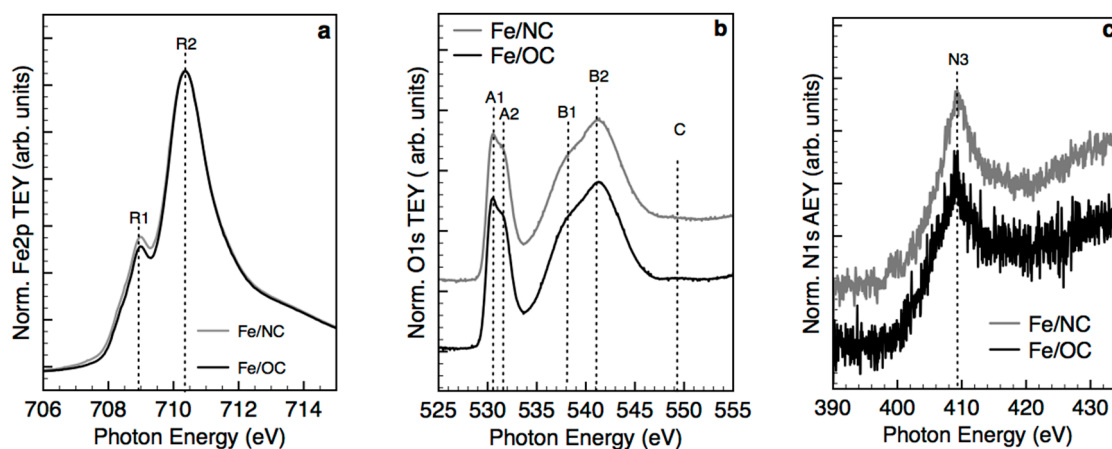 a
R2
R1
Fe/NC
Fe/OC
Norm. Fe2p TEY (arb. units)
706 708 710 712 714
Photon Energy (eV)
b
Fe/NC
Fe/OC
A1
A2
B1
B2
C
Norm. O1s TEY ( arb. units)
525 530 535 540 545 550 555
Photon Energy (eV)
c
N3
Fe/NC
Fe/OC
Norm. N1s AEY (arb. units)
390 400 410 420 430
Photon Energy (eV)